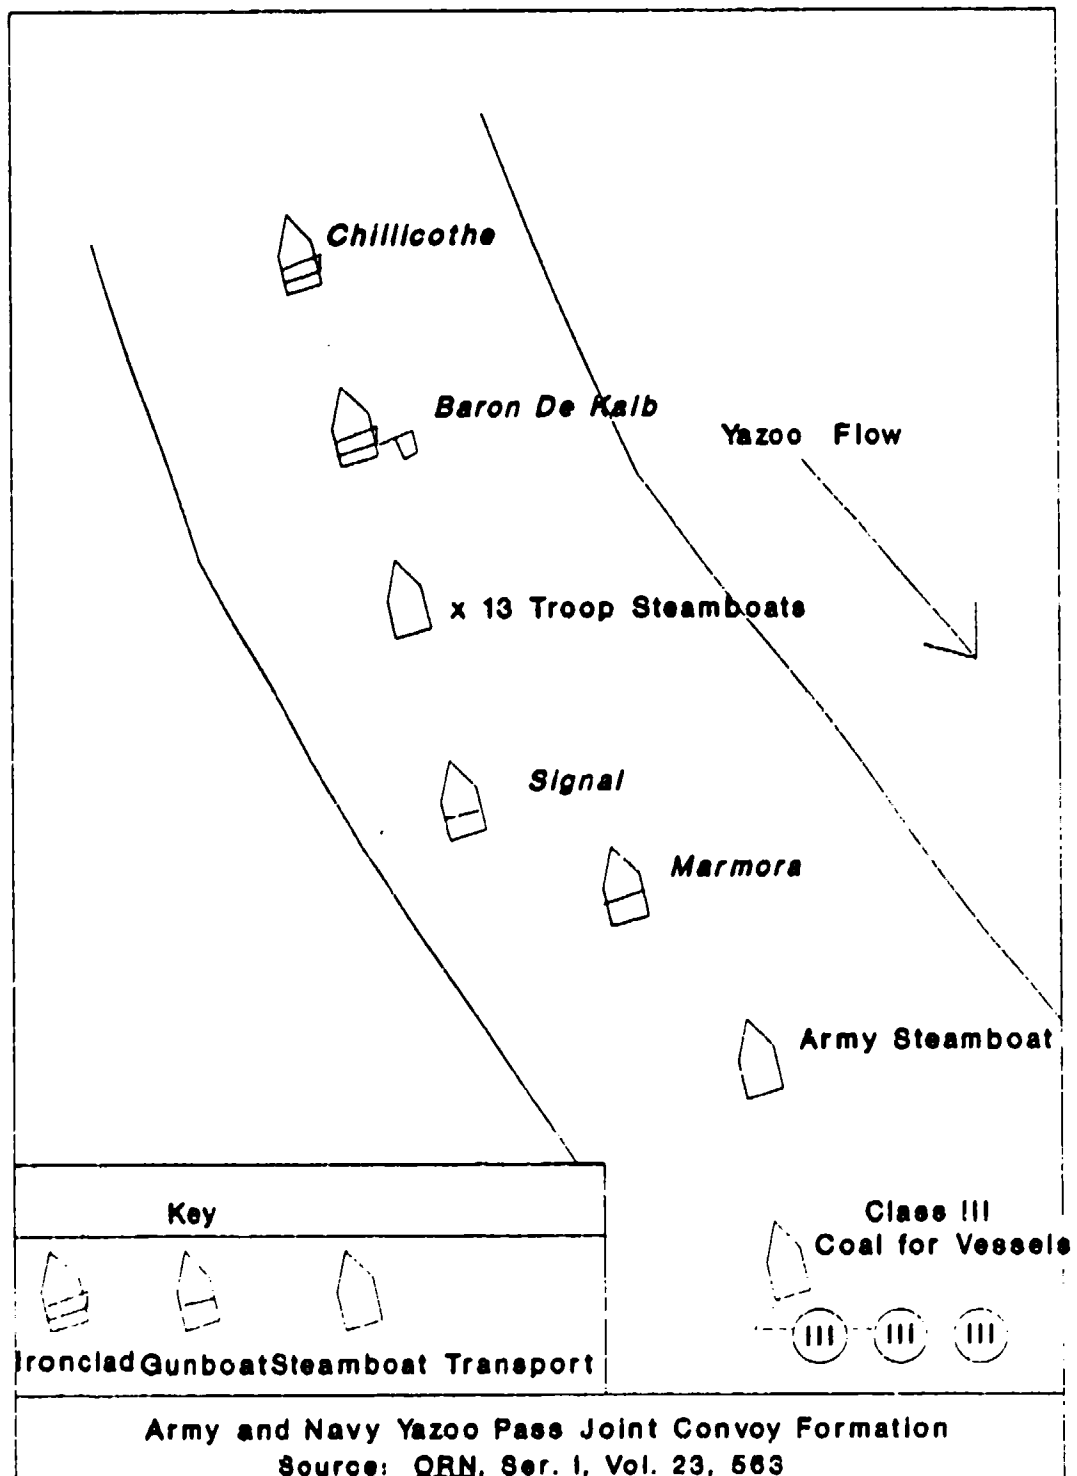 Chillicothe
Baron De Kalb
Yazoo Flow
x 13 Troop Steamboats
Signal
Marmora
Army Steamboat
Class III
Coal for Vessels
III III III
Key
Ironclad Gunboat Steamboat Transport
Army and Navy Yazoo Pass Joint Convoy Formation
Source: ORN, Ser. I, Vol. 23, 563